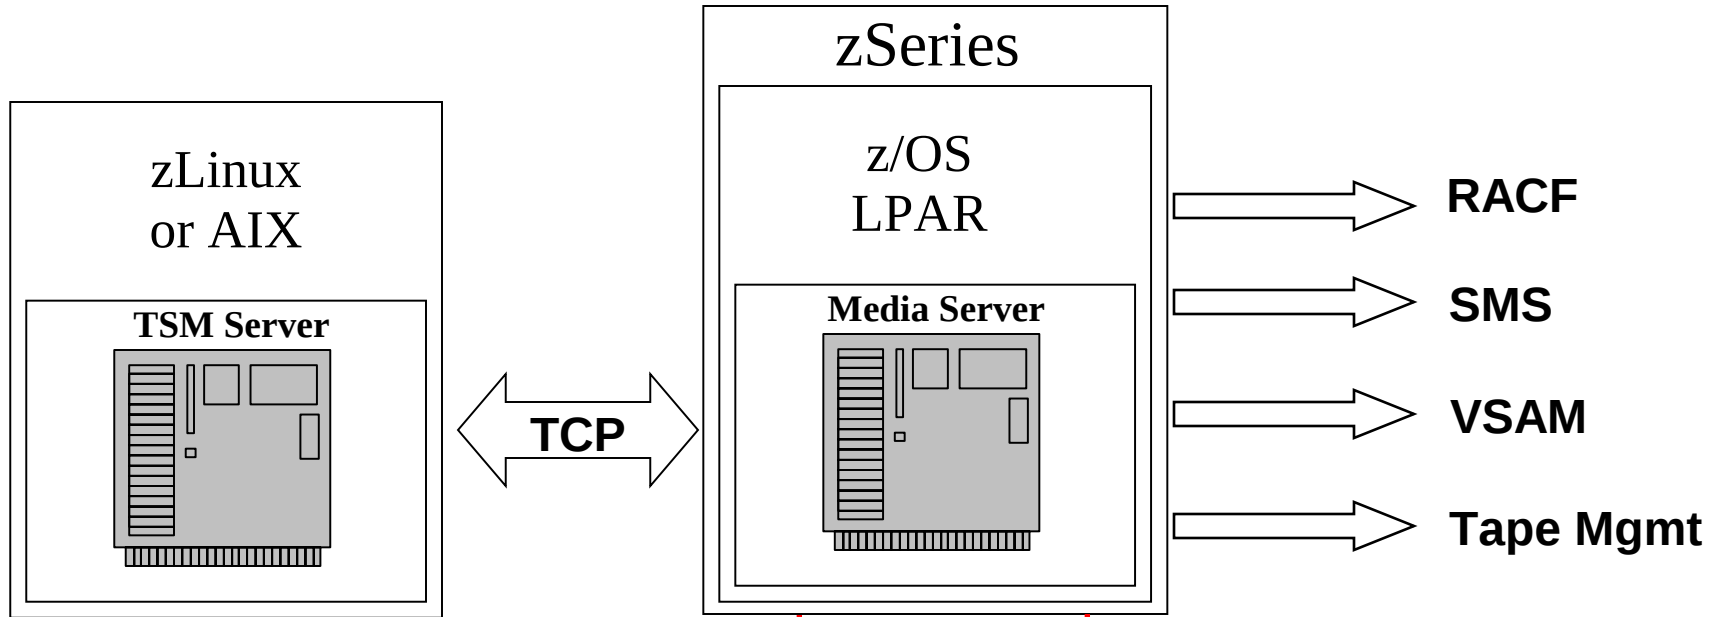 zSeries
z/OS
LPAR
Media Server
zLinux
or AIX
TSM Server
TCP
RACF
SMS
VSAM
Tape Mgmt